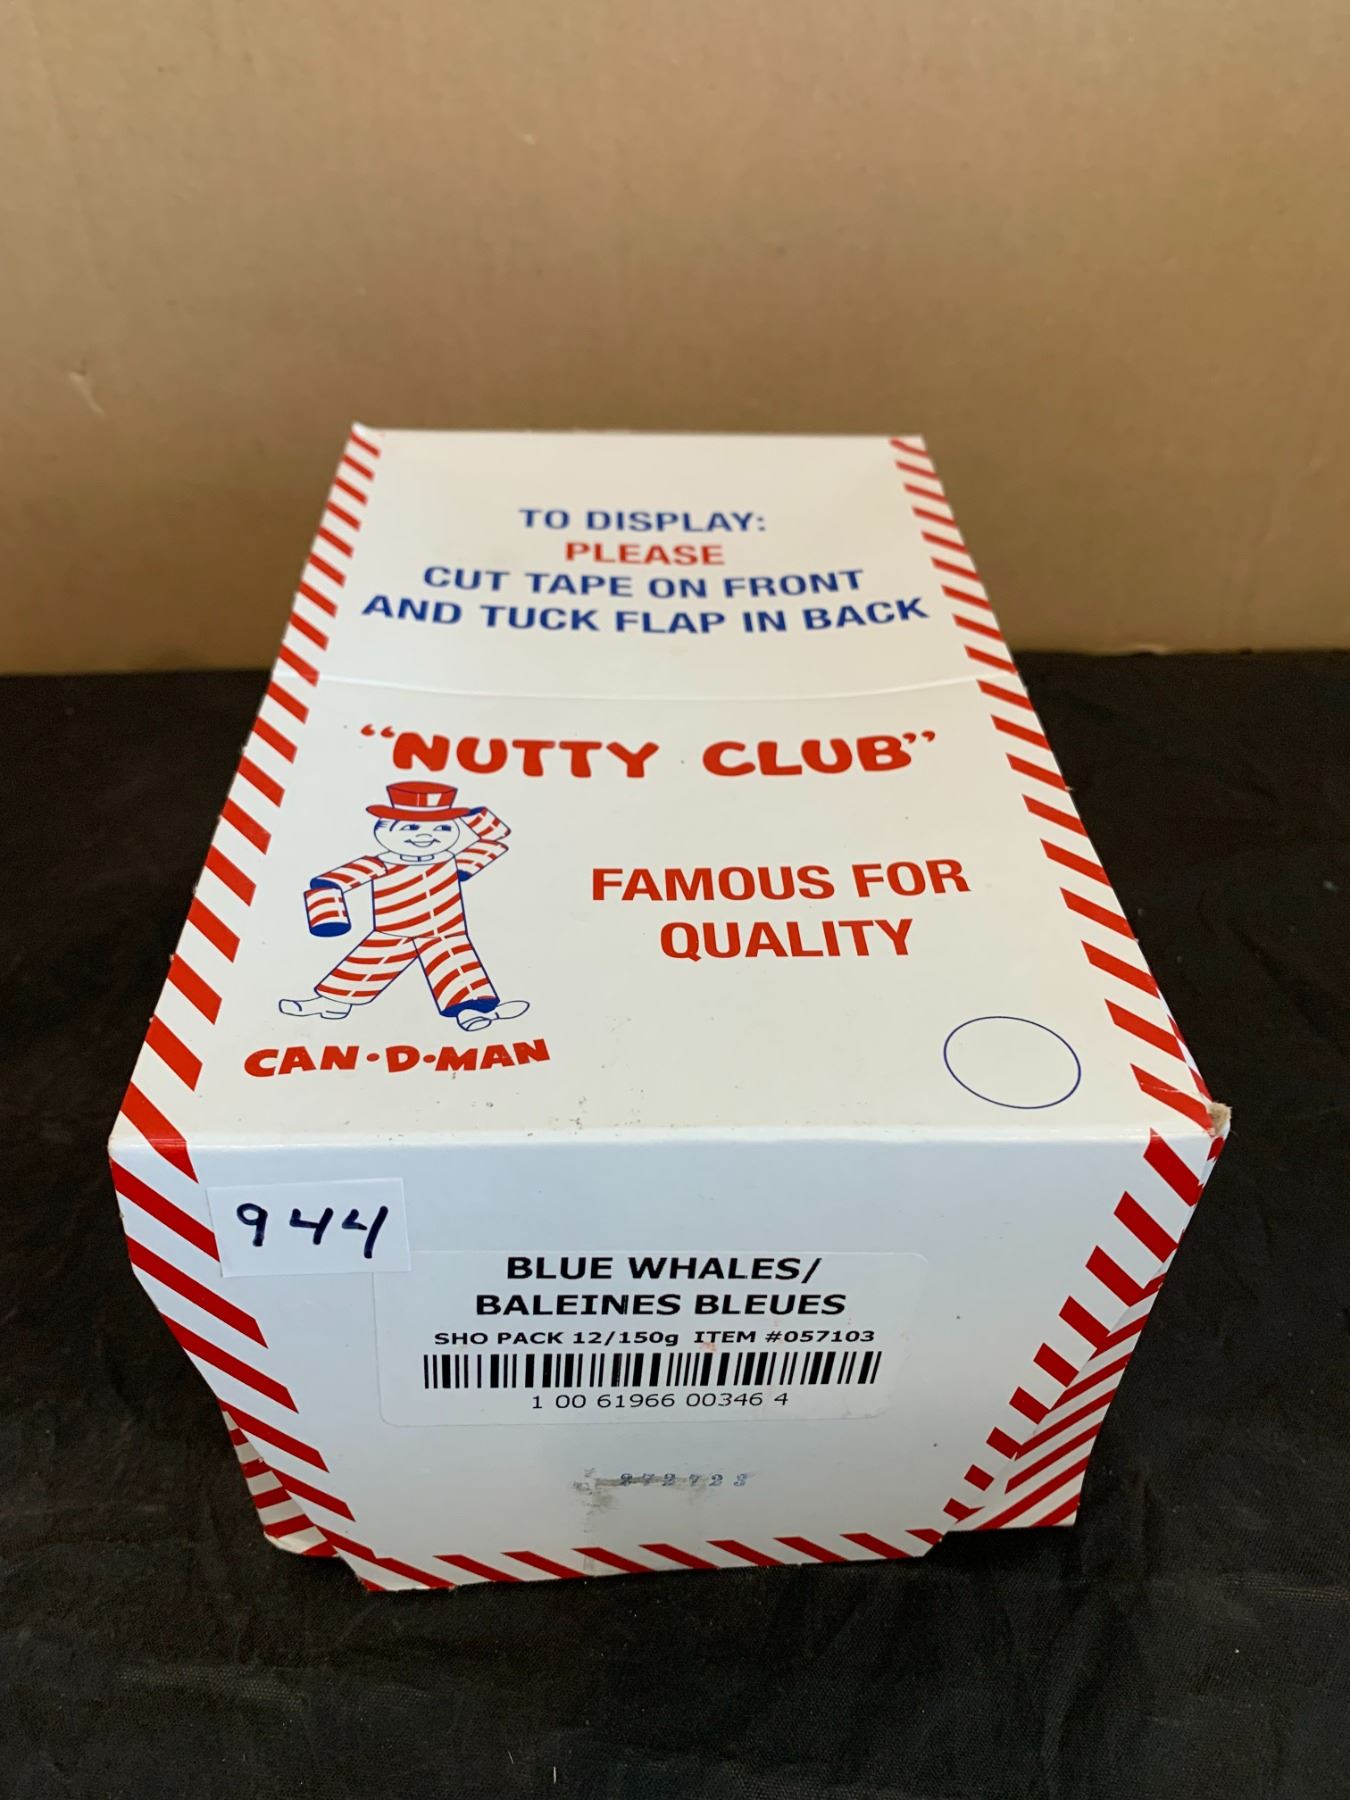 TO DISPLAY:
PLEASE
CUT TAPE ON FRONT
AND TUCK FLAP IN BACK
"NUTTY CLUB"
FAMOUS FOR
QUALITY
CAN•D•MAN
944
BLUE WHALES/
BALEINES BLEUES
SHO PACK 12/150g ITEM #057103
1 00 61966 00346 4